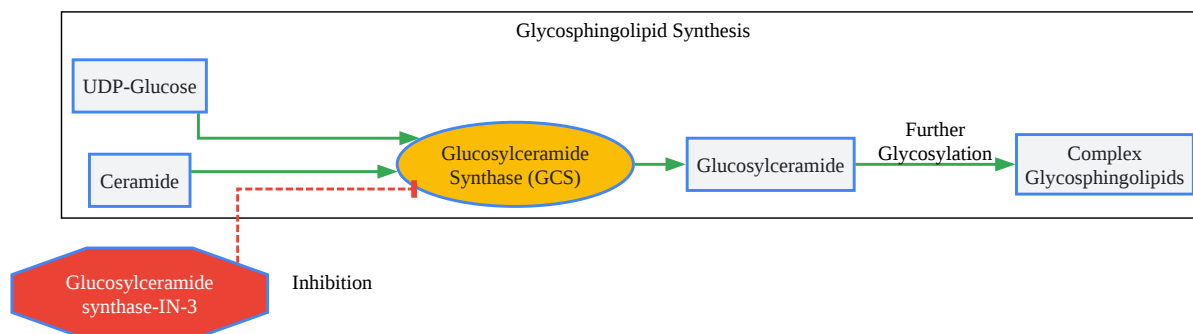 Glycosphingolipid Synthesis
UDP-Glucose
Ceramide
Glucosylceramide
Synthase (GCS)
Glucosylceramide
Further
Glycosylation
Complex
Glycosphingolipids
Glucosylceramide
synthase-IN-3
Inhibition